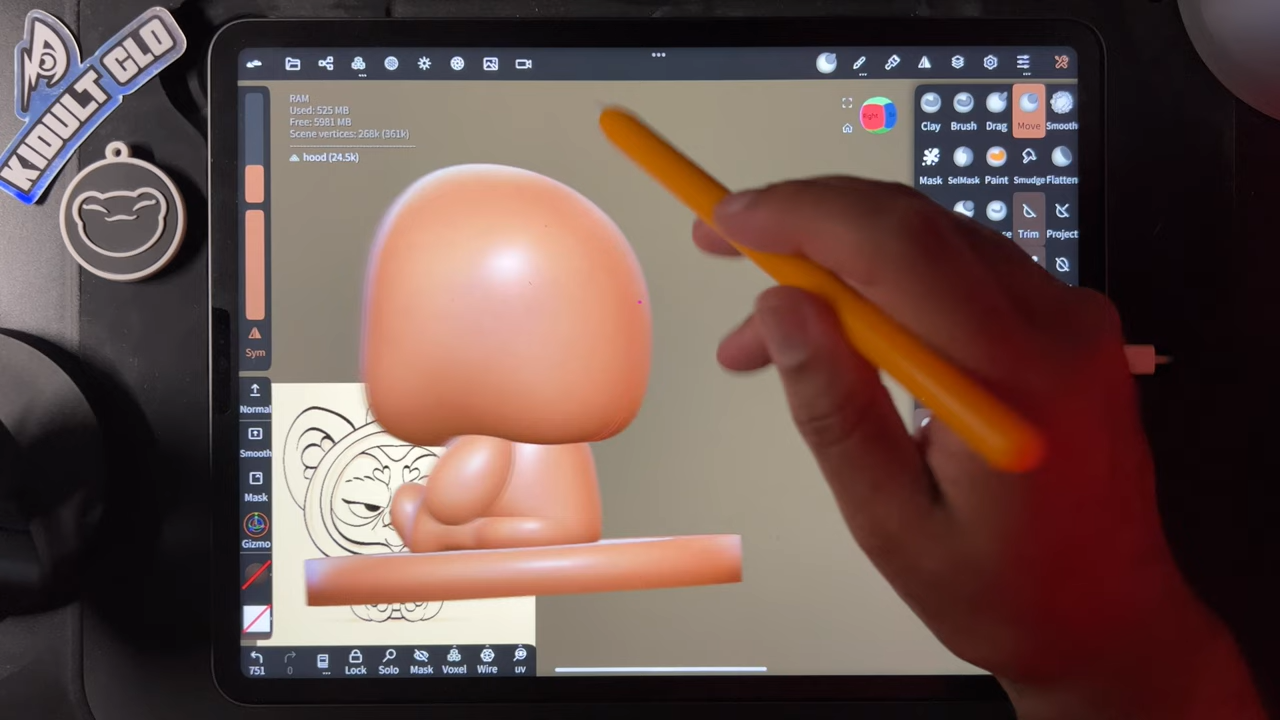 KIDULT CLO
RAM
Used: 525 MB
Free: 5981 MB
Scene vertices: 268k (361k)
hood (24.5k)
Right
Clay
Brush
Drag
Move
Smooth
Mask
SelMask
Paint
Smudge
Flatten
Trim
Project
Sym
Normal
Smooth
Mask
Gizmo
751
0
Lock
Solo
Mask
Voxel
Wire
uv